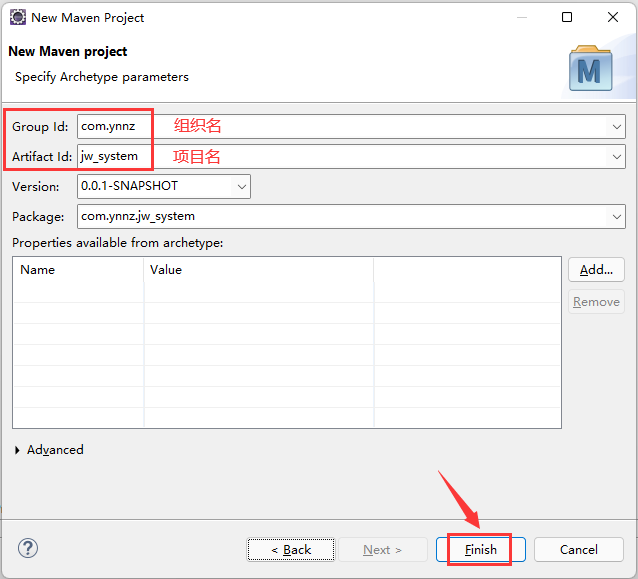 New Maven Project
New Maven project
Specify Archetype parameters
M
Group Id: com.ynnz 组织名
Artifact Id: jw_system 项目名
Version: 0.0.1-SNAPSHOT
Package: com.ynnz.jw_system
Properties available from archetype:
Name Value
Add...
Remove
Advanced
? < Back Next > Finish Cancel